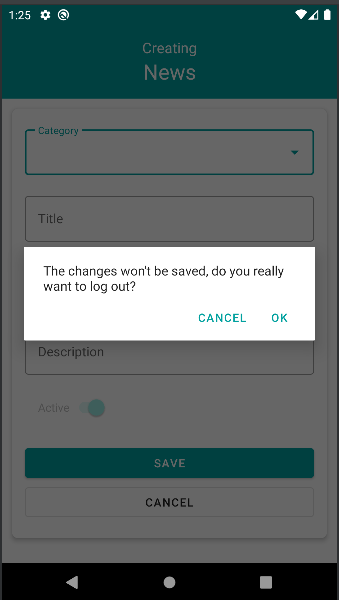 1:25
Creating
News
Category
Title
The changes won't be saved, do you really
want to log out?
CANCEL OK
Description
Active
SAVE
CANCEL